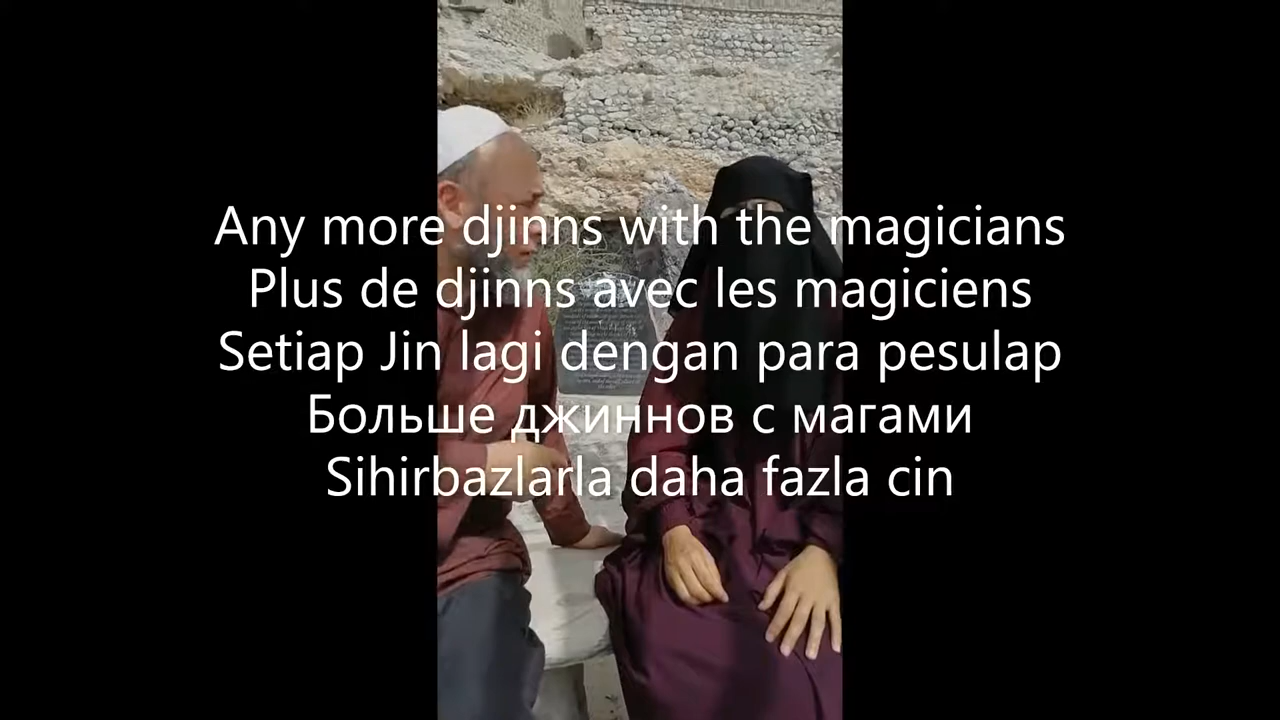 Any more djinns with the magicians
Plus de djinns avec les magiciens
Setiap Jin lagi dengan para pesulap
Больше джиннов с магами
Sihirbazlarla daha fazla cin